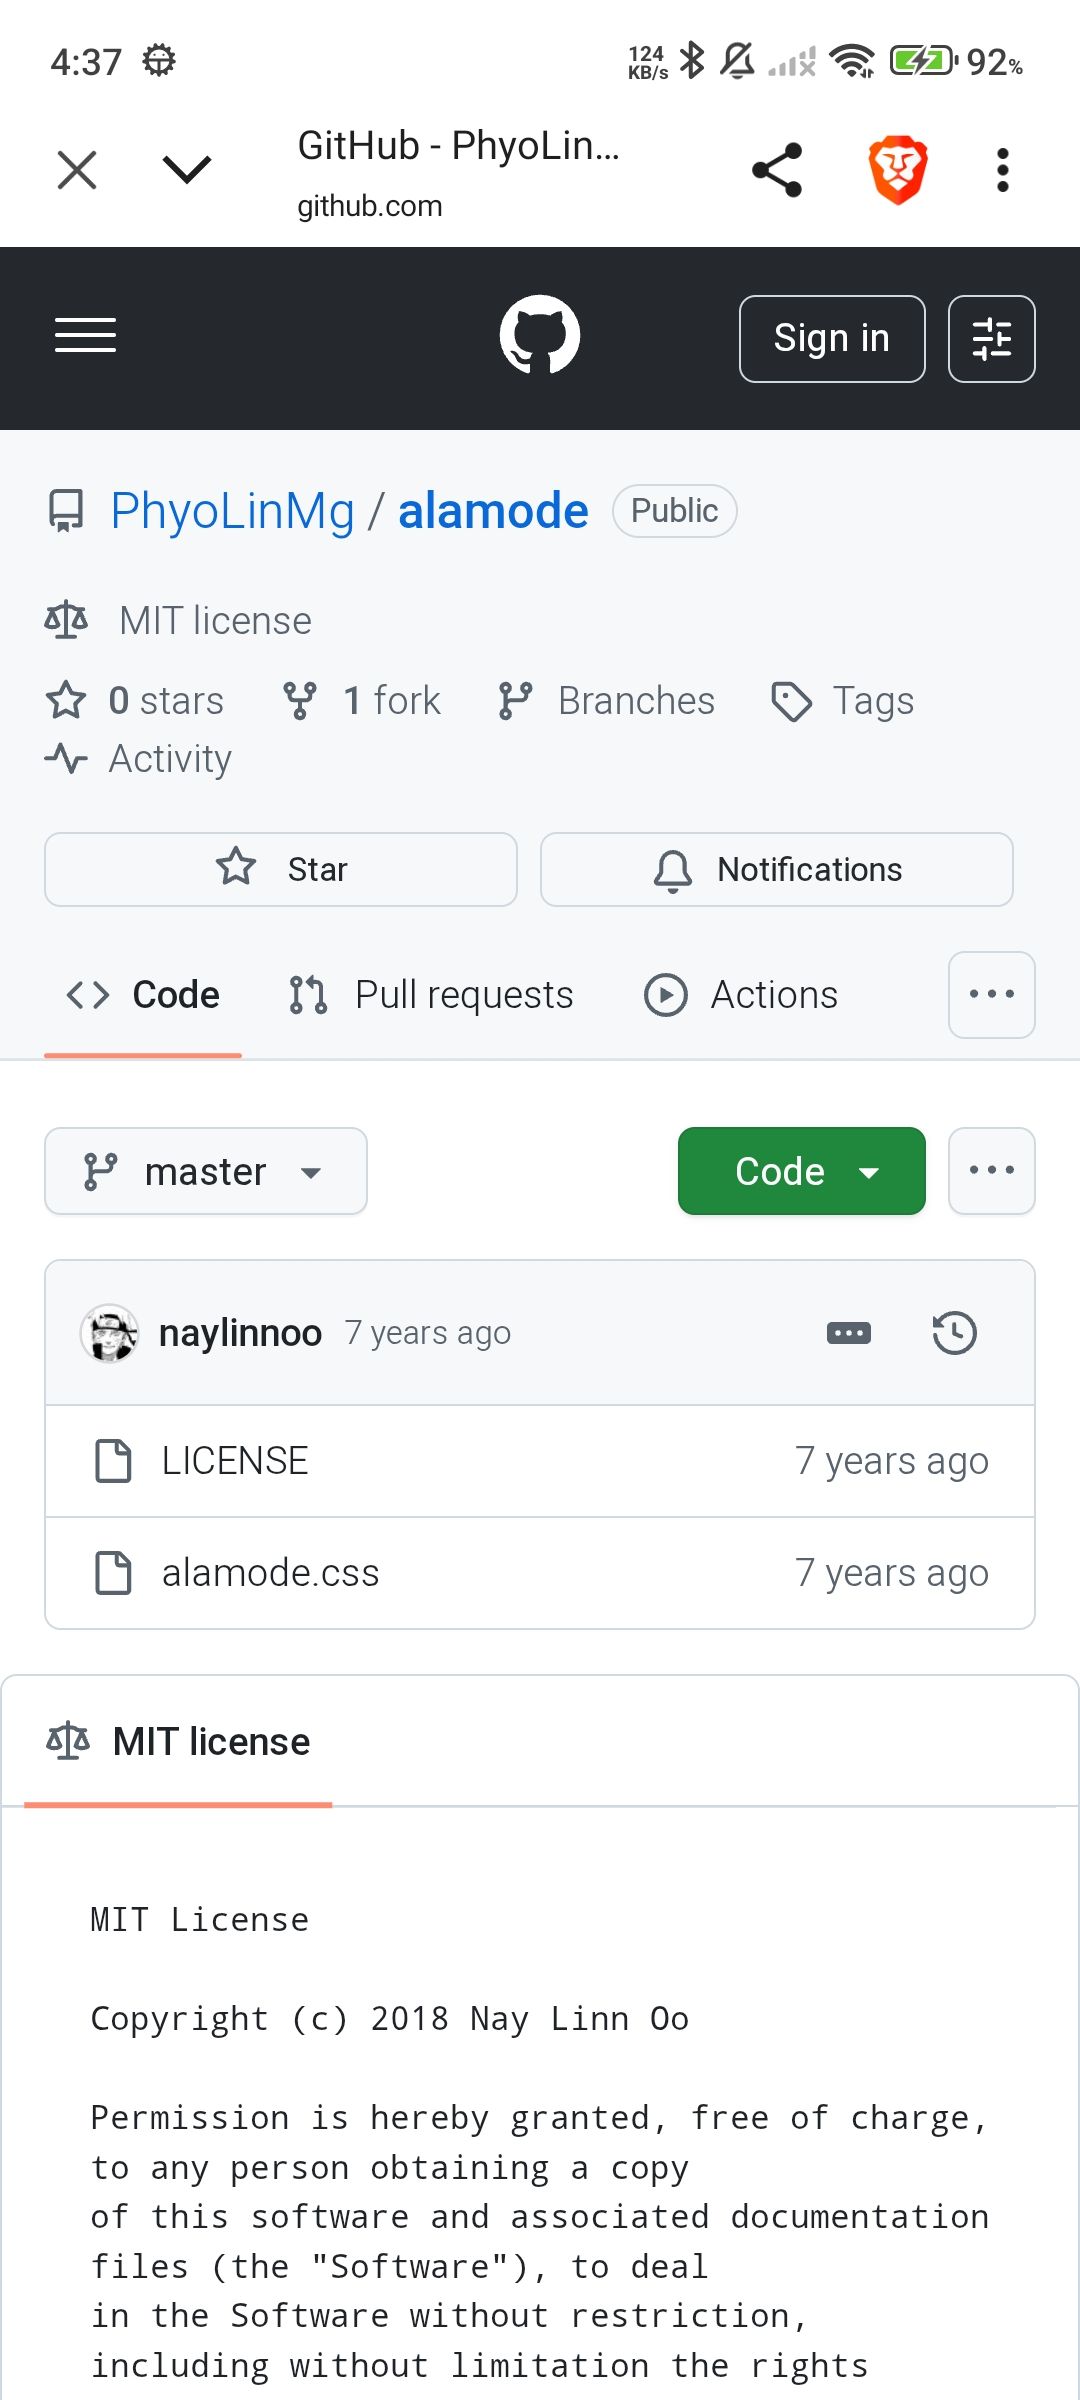 4:37
124 KB/s
92%
GitHub - PhyoLin...
github.com
Sign in
PhyoLinMg / alamode Public
MIT license
0 stars 1 fork Branches Tags
Activity
Star Notifications
Code Pull requests Actions
master Code
naylinnoo 7 years ago
LICENSE 7 years ago
alamode.css 7 years ago
MIT license
MIT License
Copyright (c) 2018 Nay Linn Oo
Permission is hereby granted, free of charge,
to any person obtaining a copy
of this software and associated documentation
files (the "Software"), to deal
in the Software without restriction,
including without limitation the rights